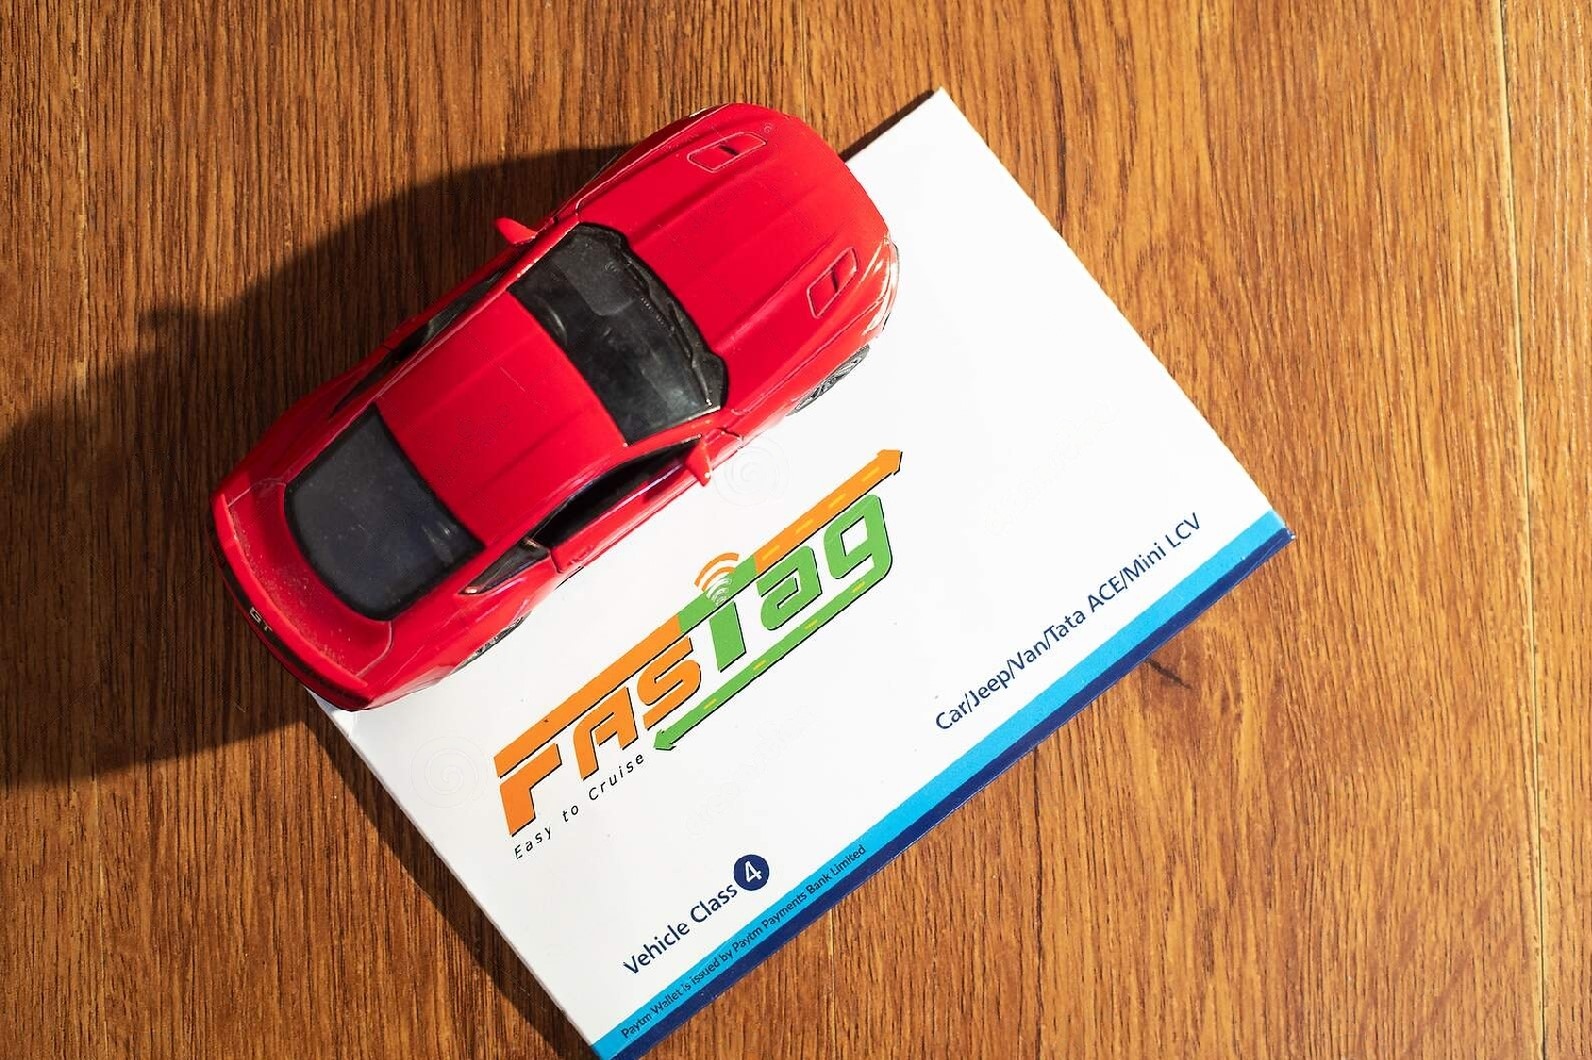 GT
FASTag
Easy to Cruise
Car/Jeep/Van/Tata ACE/Mini LCV
Vehicle Class 4
Paytm Wallet is issued by Paytm Payments Bank Limited